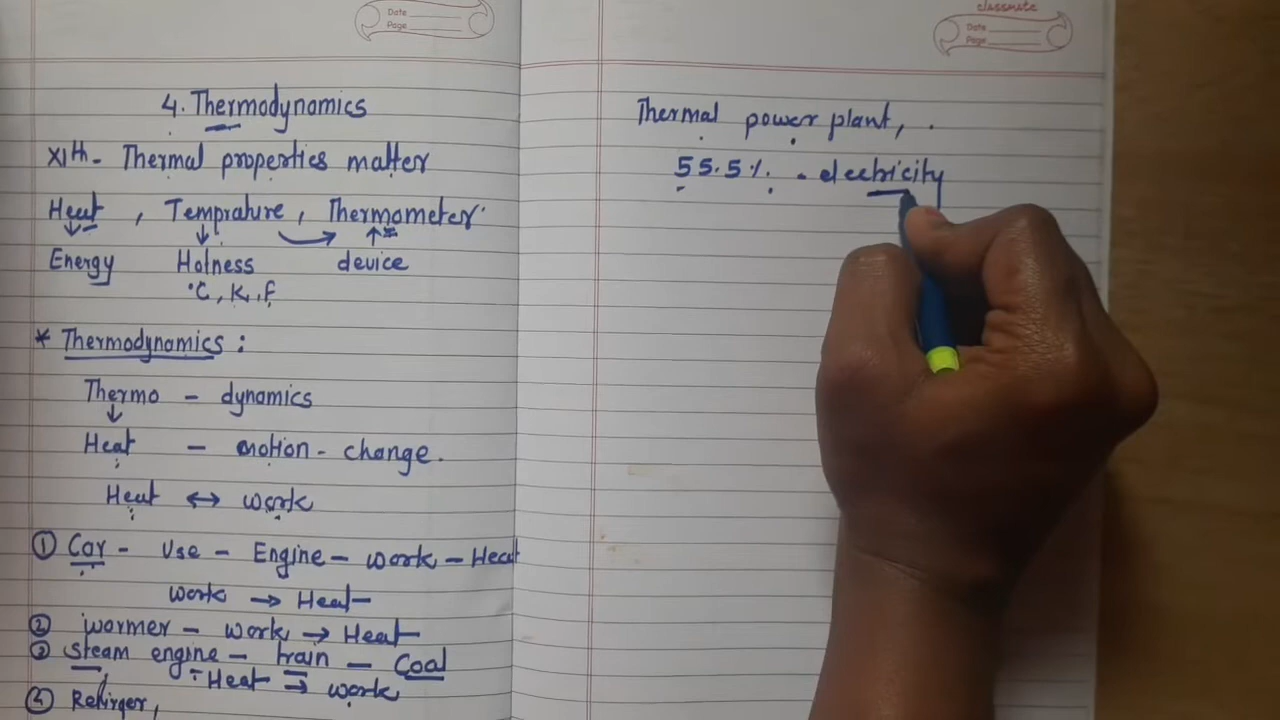 Date
Page
4. Thermodynamics
XIth - Thermal properties matter
Heat , Temprature , Thermometer
Energy Hotness device
°C, K, F
* Thermodynamics :
Thermo - dynamics
Heat - motion - change.
Heat ↔ work
① Car - Use - Engine - work - Heat
work → Heat
② wormer - work → Heat
③ steam engine - train - Coal
- Heat → work
④ Refirger,
classmate
Date
Page
Thermal power plant, .
55.5% - electricity